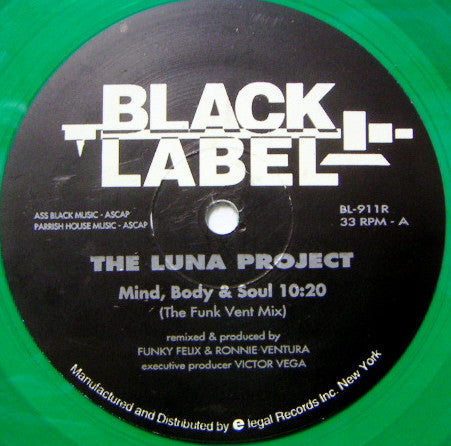 BLACK
LABEL
ASS BLACK MUSIC - ASCAP
PARRISH HOUSE MUSIC - ASCAP
BL-911R
33 RPM - A
THE LUNA PROJECT
Mind, Body & Soul 10:20
(The Funk Vent Mix)
remixed & produced by
FUNKY FELIX & RONNIE VENTURA
executive producer VICTOR VEGA
Manufactured and Distributed by e legal Records Inc. New York